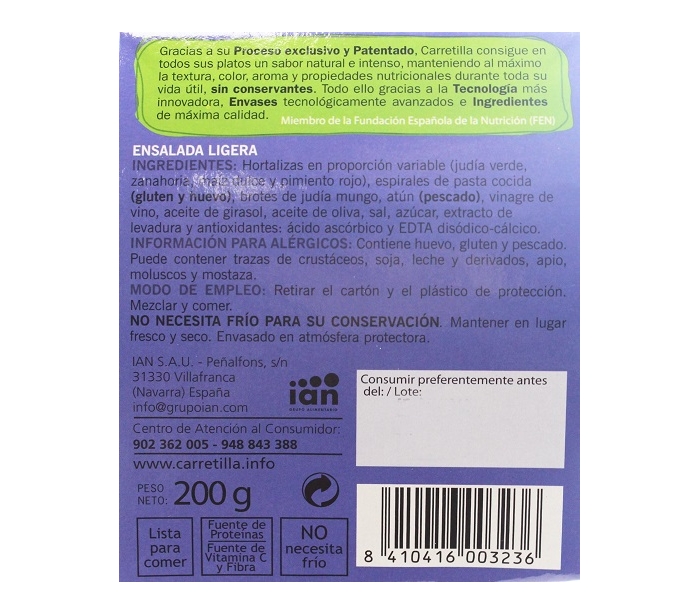 Gracias a su Proceso exclusivo y Patentado, Carretilla consigue en
todos sus platos un sabor natural e intenso, manteniendo al máximo
la textura, color, aroma y propiedades nutricionales durante toda su
vida útil, sin conservantes. Todo ello gracias a la Tecnología más
innovadora, Envases tecnológicamente avanzados e Ingredientes
de máxima calidad.
Miembro de la Fundación Española de la Nutrición (FEN)
ENSALADA LIGERA
INGREDIENTES: Hortalizas en proporción variable (judía verde,
zanahoria, maíz dulce y pimiento rojo), espirales de pasta cocida
(gluten y huevo), brotes de judía mungo, atún (pescado), vinagre de
vino, aceite de girasol, aceite de oliva, sal, azúcar, extracto de
levadura y antioxidantes: ácido ascórbico y EDTA disódico-cálcico.
INFORMACIÓN PARA ALÉRGICOS: Contiene huevo, gluten y pescado.
Puede contener trazas de crustáceos, soja, leche y derivados, apio,
moluscos y mostaza.
MODO DE EMPLEO: Retirar el cartón y el plástico de protección.
Mezclar y comer.
NO NECESITA FRÍO PARA SU CONSERVACIÓN. Mantener en lugar
fresco y seco. Envasado en atmósfera protectora.
IAN S.A.U. - Peñalfons, s/n
31330 Villafranca
(Navarra) España
info@grupoian.com
ian
GRUPO ALIMENTARIO
Centro de Atención al Consumidor:
902 362 005 - 948 843 388
www.carretilla.info
Consumir preferentemente antes
del: / Lote:
PESO
NETO: 200 g
Lista
para
comer
Fuente de
Proteínas
Fuente de
Vitamina C
y Fibra
NO
necesita
frío
8 410416 003236